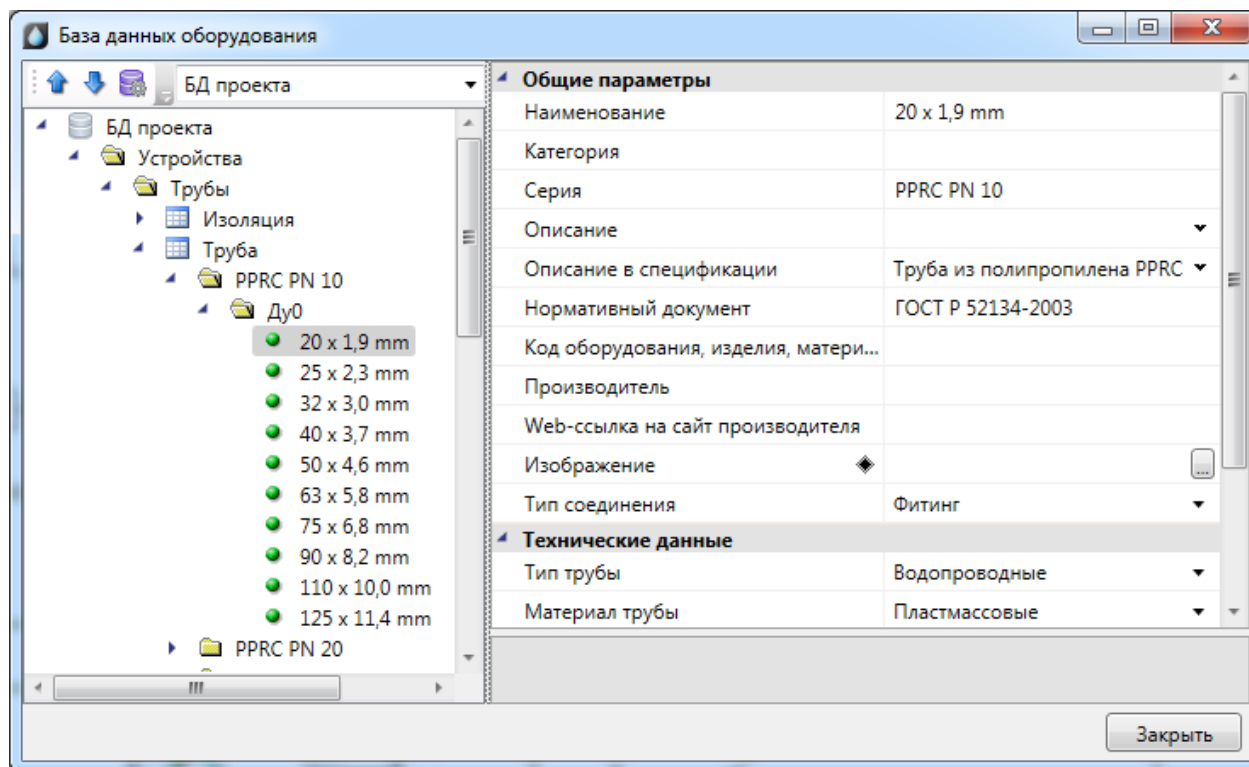 База данных оборудования
БД проекта
БД проекта
Устройства
Трубы
Изоляция
Труба
PPRC PN 10
Ду0
20 x 1,9 mm
25 x 2,3 mm
32 x 3,0 mm
40 x 3,7 mm
50 x 4,6 mm
63 x 5,8 mm
75 x 6,8 mm
90 x 8,2 mm
110 x 10,0 mm
125 x 11,4 mm
PPRC PN 20
Общие параметры
Наименование 20 x 1,9 mm
Категория
Серия PPRC PN 10
Описание
Описание в спецификации Труба из полипропилена PPRC
Нормативный документ ГОСТ Р 52134-2003
Код оборудования, изделия, матери...
Производитель
Web-ссылка на сайт производителя
Изображение ...
Тип соединения Фитинг
Технические данные
Тип трубы Водопроводные
Материал трубы Пластмассовые
Закрыть